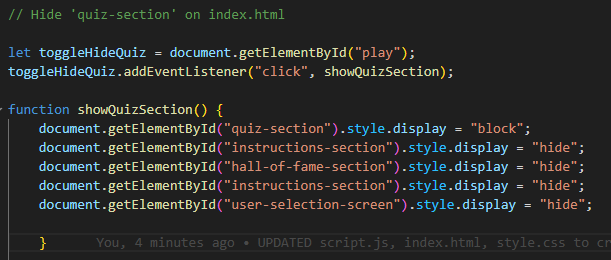 // Hide 'quiz-section' on index.html
let toggleHideQuiz = document.getElementById("play");
toggleHideQuiz.addEventListener("click", showQuizSection);
function showQuizSection() {
document.getElementById("quiz-section").style.display = "block";
document.getElementById("instructions-section").style.display = "hide";
document.getElementById("hall-of-fame-section").style.display = "hide";
document.getElementById("instructions-section").style.display = "hide";
document.getElementById("user-selection-screen").style.display = "hide";
} You, 4 minutes ago • UPDATED script.js, index.html, style.css to cr